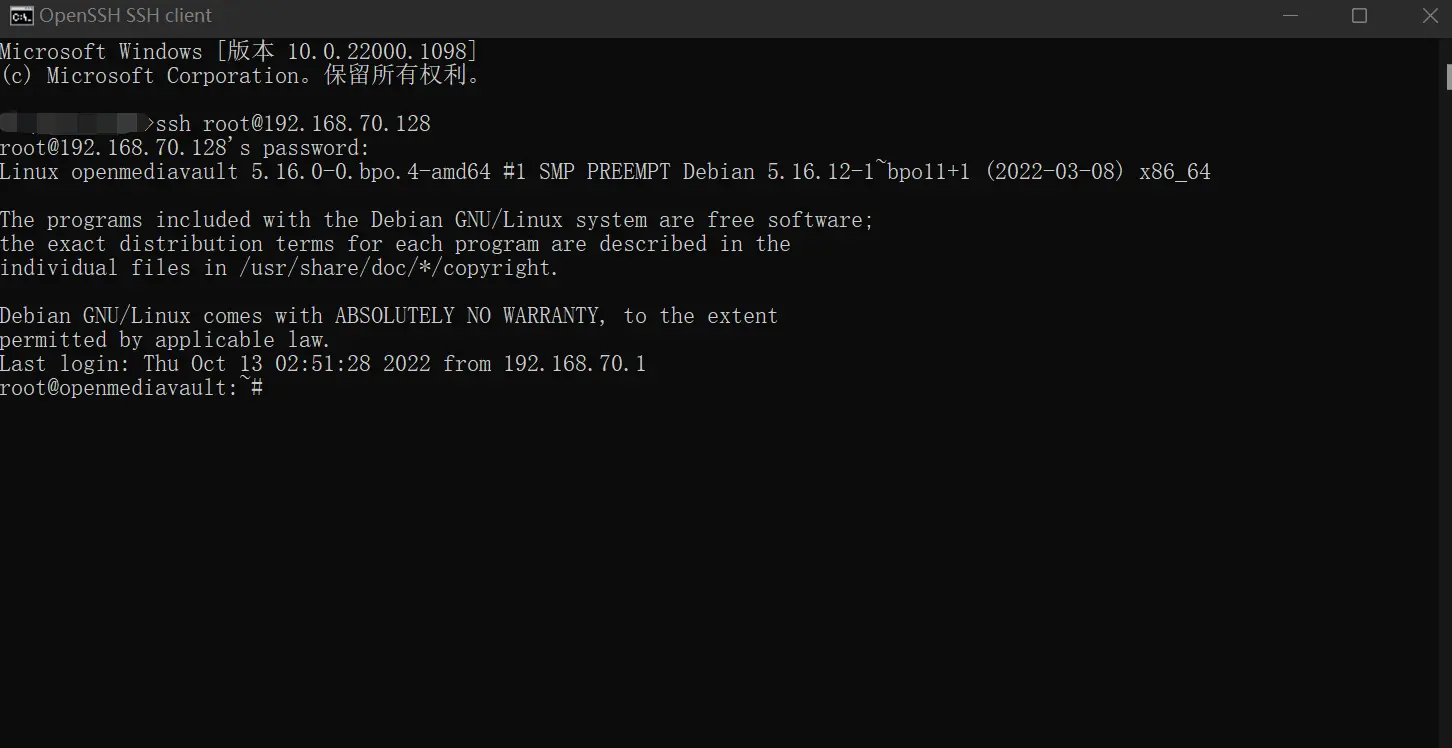 OpenSSH SSH client
Microsoft Windows [版本 10.0.22000.1098]
(c) Microsoft Corporation。保留所有权利。
>ssh root@192.168.70.128
root@192.168.70.128's password:
Linux openmediavault 5.16.0-0.bpo.4-amd64 #1 SMP PREEMPT Debian 5.16.12-1~bpo11+1 (2022-03-08) x86_64
The programs included with the Debian GNU/Linux system are free software;
the exact distribution terms for each program are described in the
individual files in /usr/share/doc/*/copyright.
Debian GNU/Linux comes with ABSOLUTELY NO WARRANTY, to the extent
permitted by applicable law.
Last login: Thu Oct 13 02:51:28 2022 from 192.168.70.1
root@openmediavault:~#